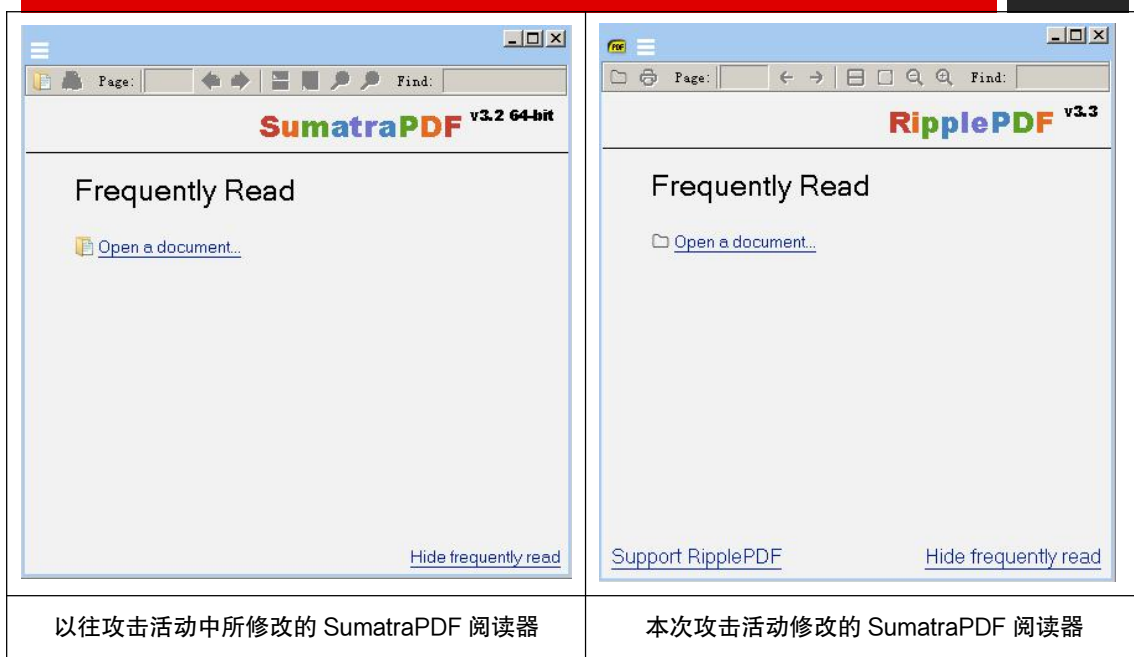 Page:
Find:
SumatraPDF v3.2 64-bit
Frequently Read
Open a document...
Hide frequently read
PDF
Page:
Find:
RipplePDF v3.3
Frequently Read
Open a document...
Support RipplePDF
Hide frequently read
以往攻击活动中所修改的 SumatraPDF 阅读器
本次攻击活动修改的 SumatraPDF 阅读器